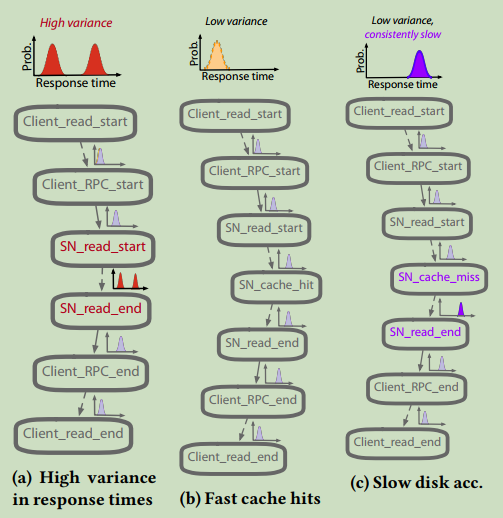 High variance
Prob.
Response time
Client_read_start
Client_RPC_start
SN_read_start
SN_read_end
Client_RPC_end
Client_read_end
(a) High variance
in response times
Low variance
Prob.
Response time
Client_read_start
Client_RPC_start
SN_read_start
SN_cache_hit
SN_read_end
Client_RPC_end
Client_read_end
(b) Fast cache hits
Low variance,
consistently slow
Prob.
Response time
Client_read_start
Client_RPC_start
SN_read_start
SN_cache_miss
SN_read_end
Client_RPC_end
Client_read_end
(c) Slow disk acc.